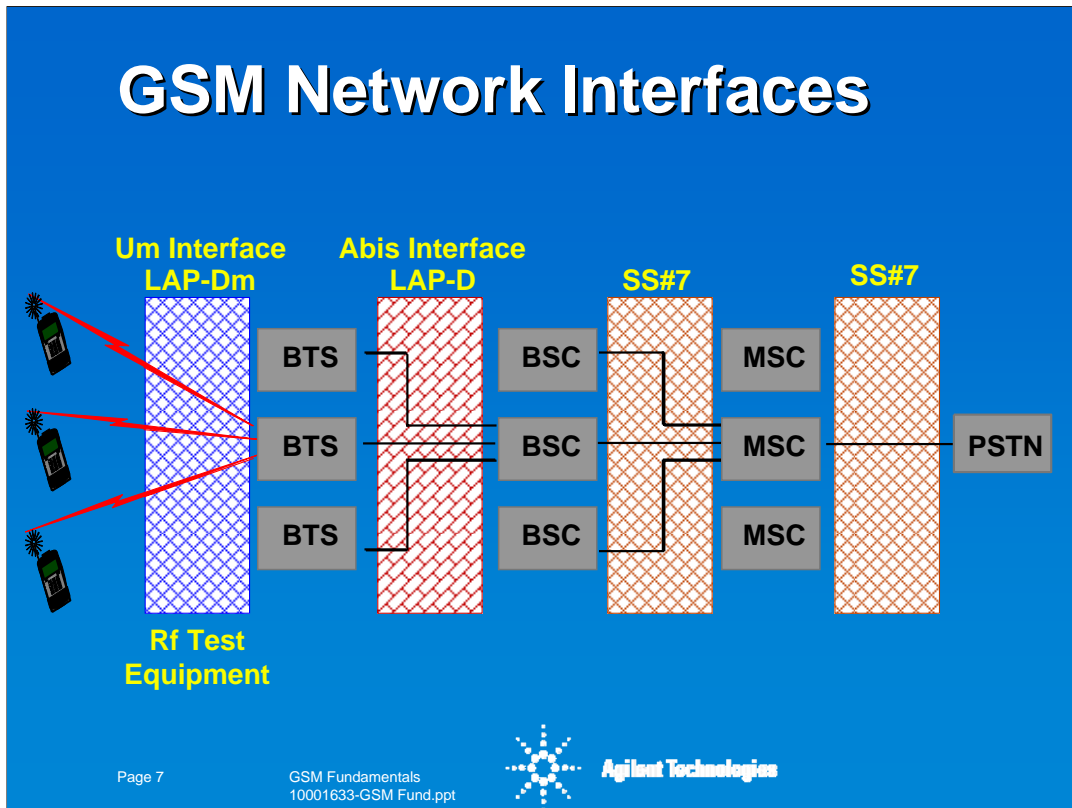 GSM Network Interfaces
Um Interface
LAP-Dm
Abis Interface
LAP-D
SS#7
SS#7
BTS
BSC
MSC
BTS
BSC
MSC
PSTN
BTS
BSC
MSC
Rf Test
Equipment
Page 7
GSM Fundamentals
10001633-GSM Fund.ppt
Agilent Technologies